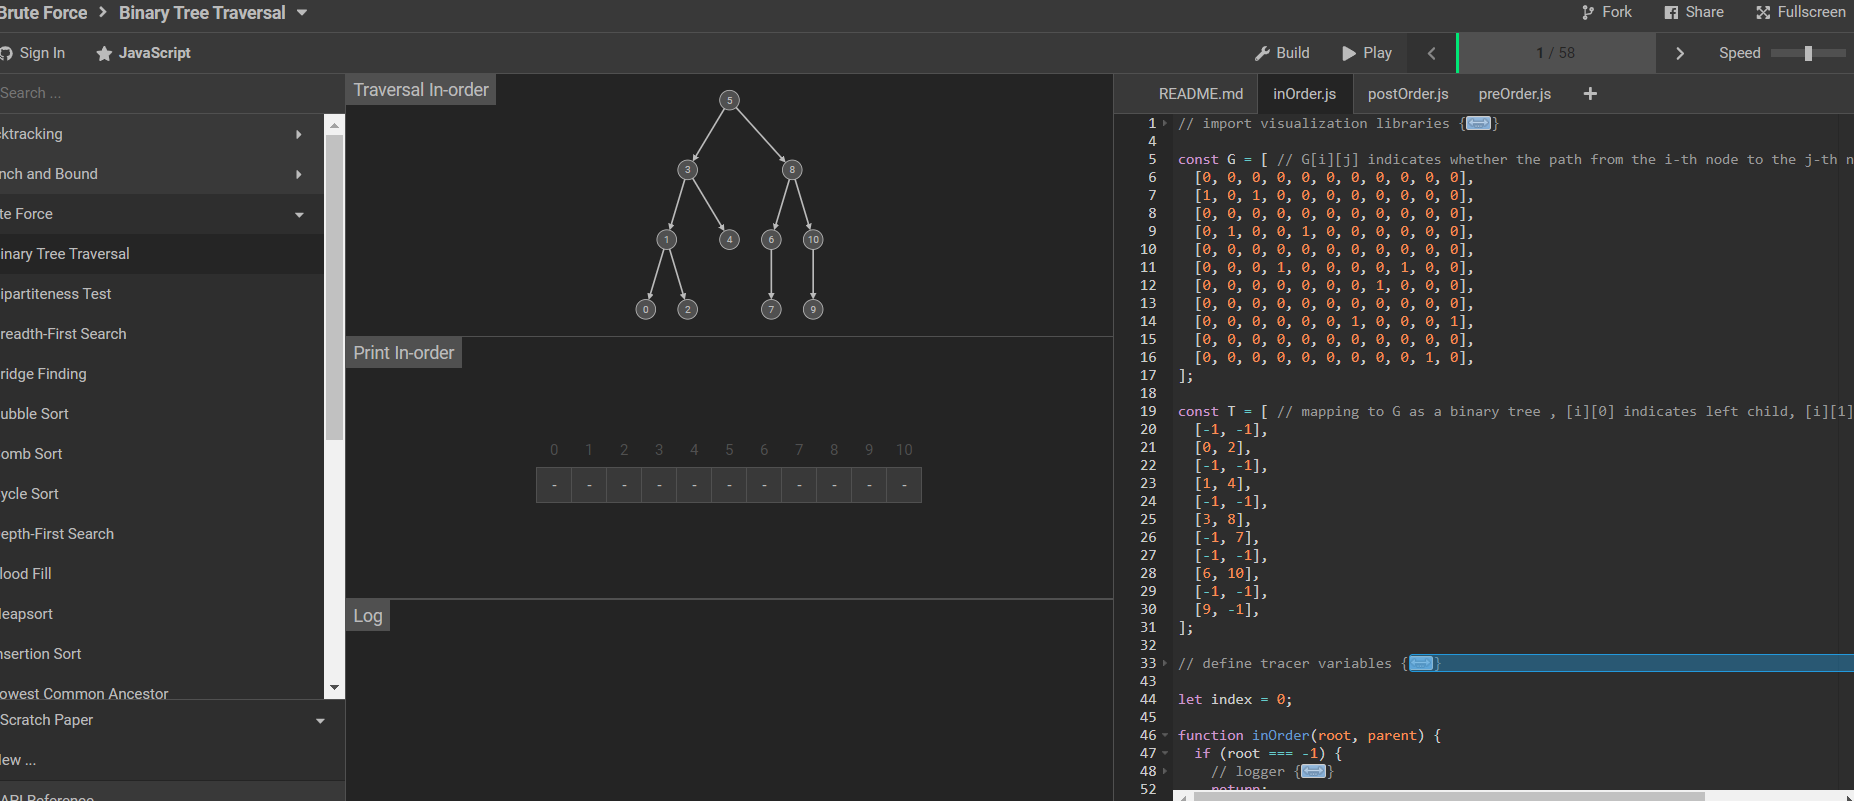 Brute Force > Binary Tree Traversal
Fork Share Fullscreen
Sign In JavaScript
Build Play 1 / 58 Speed
Search ...
cktracking
nch and Bound
te Force
inary Tree Traversal
ipartiteness Test
readth-First Search
ridge Finding
ubble Sort
omb Sort
ycle Sort
epth-First Search
lood Fill
leapsort
nsertion Sort
owest Common Ancestor
Scratch Paper
lew ...
API Reference
Traversal In-order
5
3 8
1 4 6 10
0 2 7 9
Print In-order
0 1 2 3 4 5 6 7 8 9 10
- - - - - - - - - - -
Log
README.md inOrder.js postOrder.js preOrder.js +
1 // import visualization libraries {}
4
5 const G = [ // G[i][j] indicates whether the path from the i-th node to the j-th n
6 [0, 0, 0, 0, 0, 0, 0, 0, 0, 0, 0],
7 [1, 0, 1, 0, 0, 0, 0, 0, 0, 0, 0],
8 [0, 0, 0, 0, 0, 0, 0, 0, 0, 0, 0],
9 [0, 1, 0, 0, 1, 0, 0, 0, 0, 0, 0],
10 [0, 0, 0, 0, 0, 0, 0, 0, 0, 0, 0],
11 [0, 0, 0, 1, 0, 0, 0, 0, 1, 0, 0],
12 [0, 0, 0, 0, 0, 0, 0, 1, 0, 0, 0],
13 [0, 0, 0, 0, 0, 0, 0, 0, 0, 0, 0],
14 [0, 0, 0, 0, 0, 0, 1, 0, 0, 0, 1],
15 [0, 0, 0, 0, 0, 0, 0, 0, 0, 0, 0],
16 [0, 0, 0, 0, 0, 0, 0, 0, 0, 1, 0],
17 ];
18
19 const T = [ // mapping to G as a binary tree , [i][0] indicates left child, [i][1]
20 [-1, -1],
21 [0, 2],
22 [-1, -1],
23 [1, 4],
24 [-1, -1],
25 [3, 8],
26 [-1, 7],
27 [-1, -1],
28 [6, 10],
29 [-1, -1],
30 [9, -1],
31 ];
32
33 // define tracer variables {}
43
44 let index = 0;
45
46 function inOrder(root, parent) {
47 if (root === -1) {
48 // logger {}
52 return;